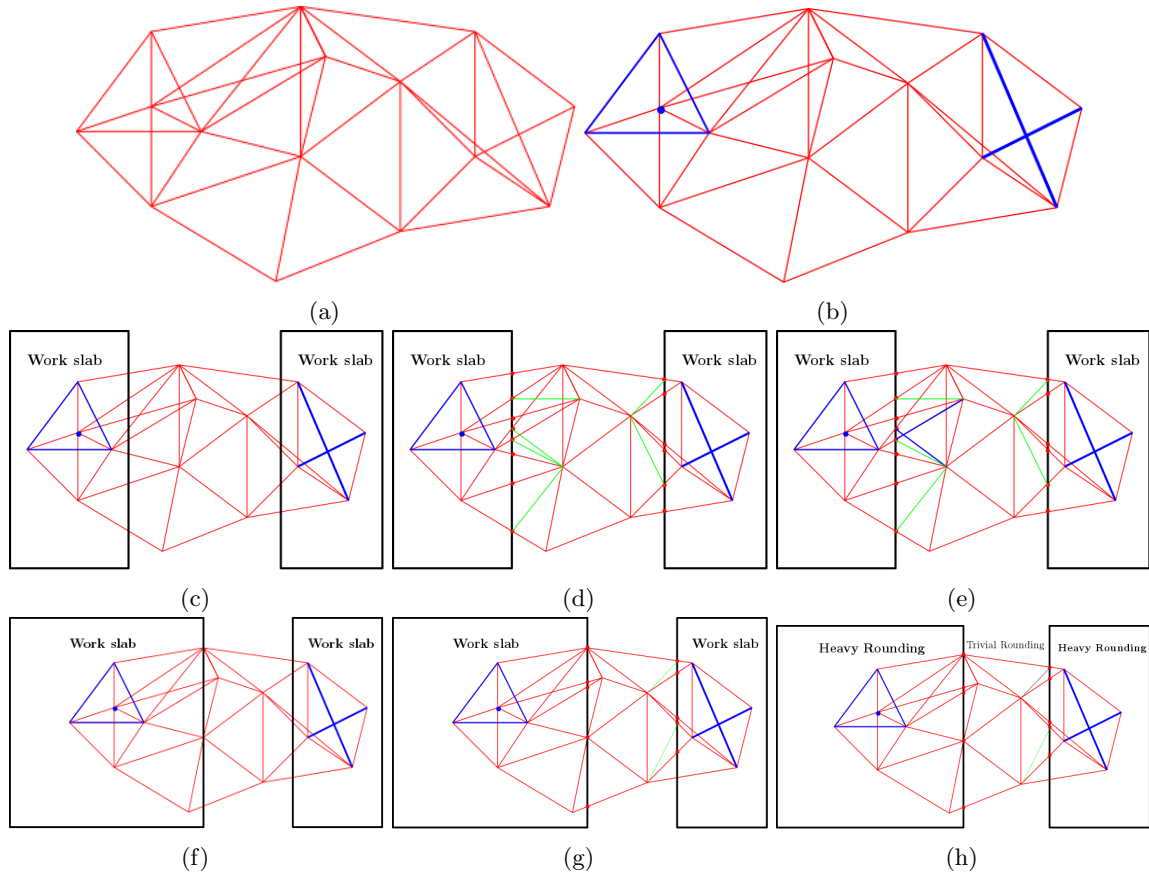 (a)
(b)
Work slab
Work slab
Work slab
Work slab
Work slab
Work slab
(c)
(d)
(e)
Work slab
Work slab
Work slab
Work slab
Heavy Rounding
Trivial Rounding
Heavy Rounding
(f)
(g)
(h)